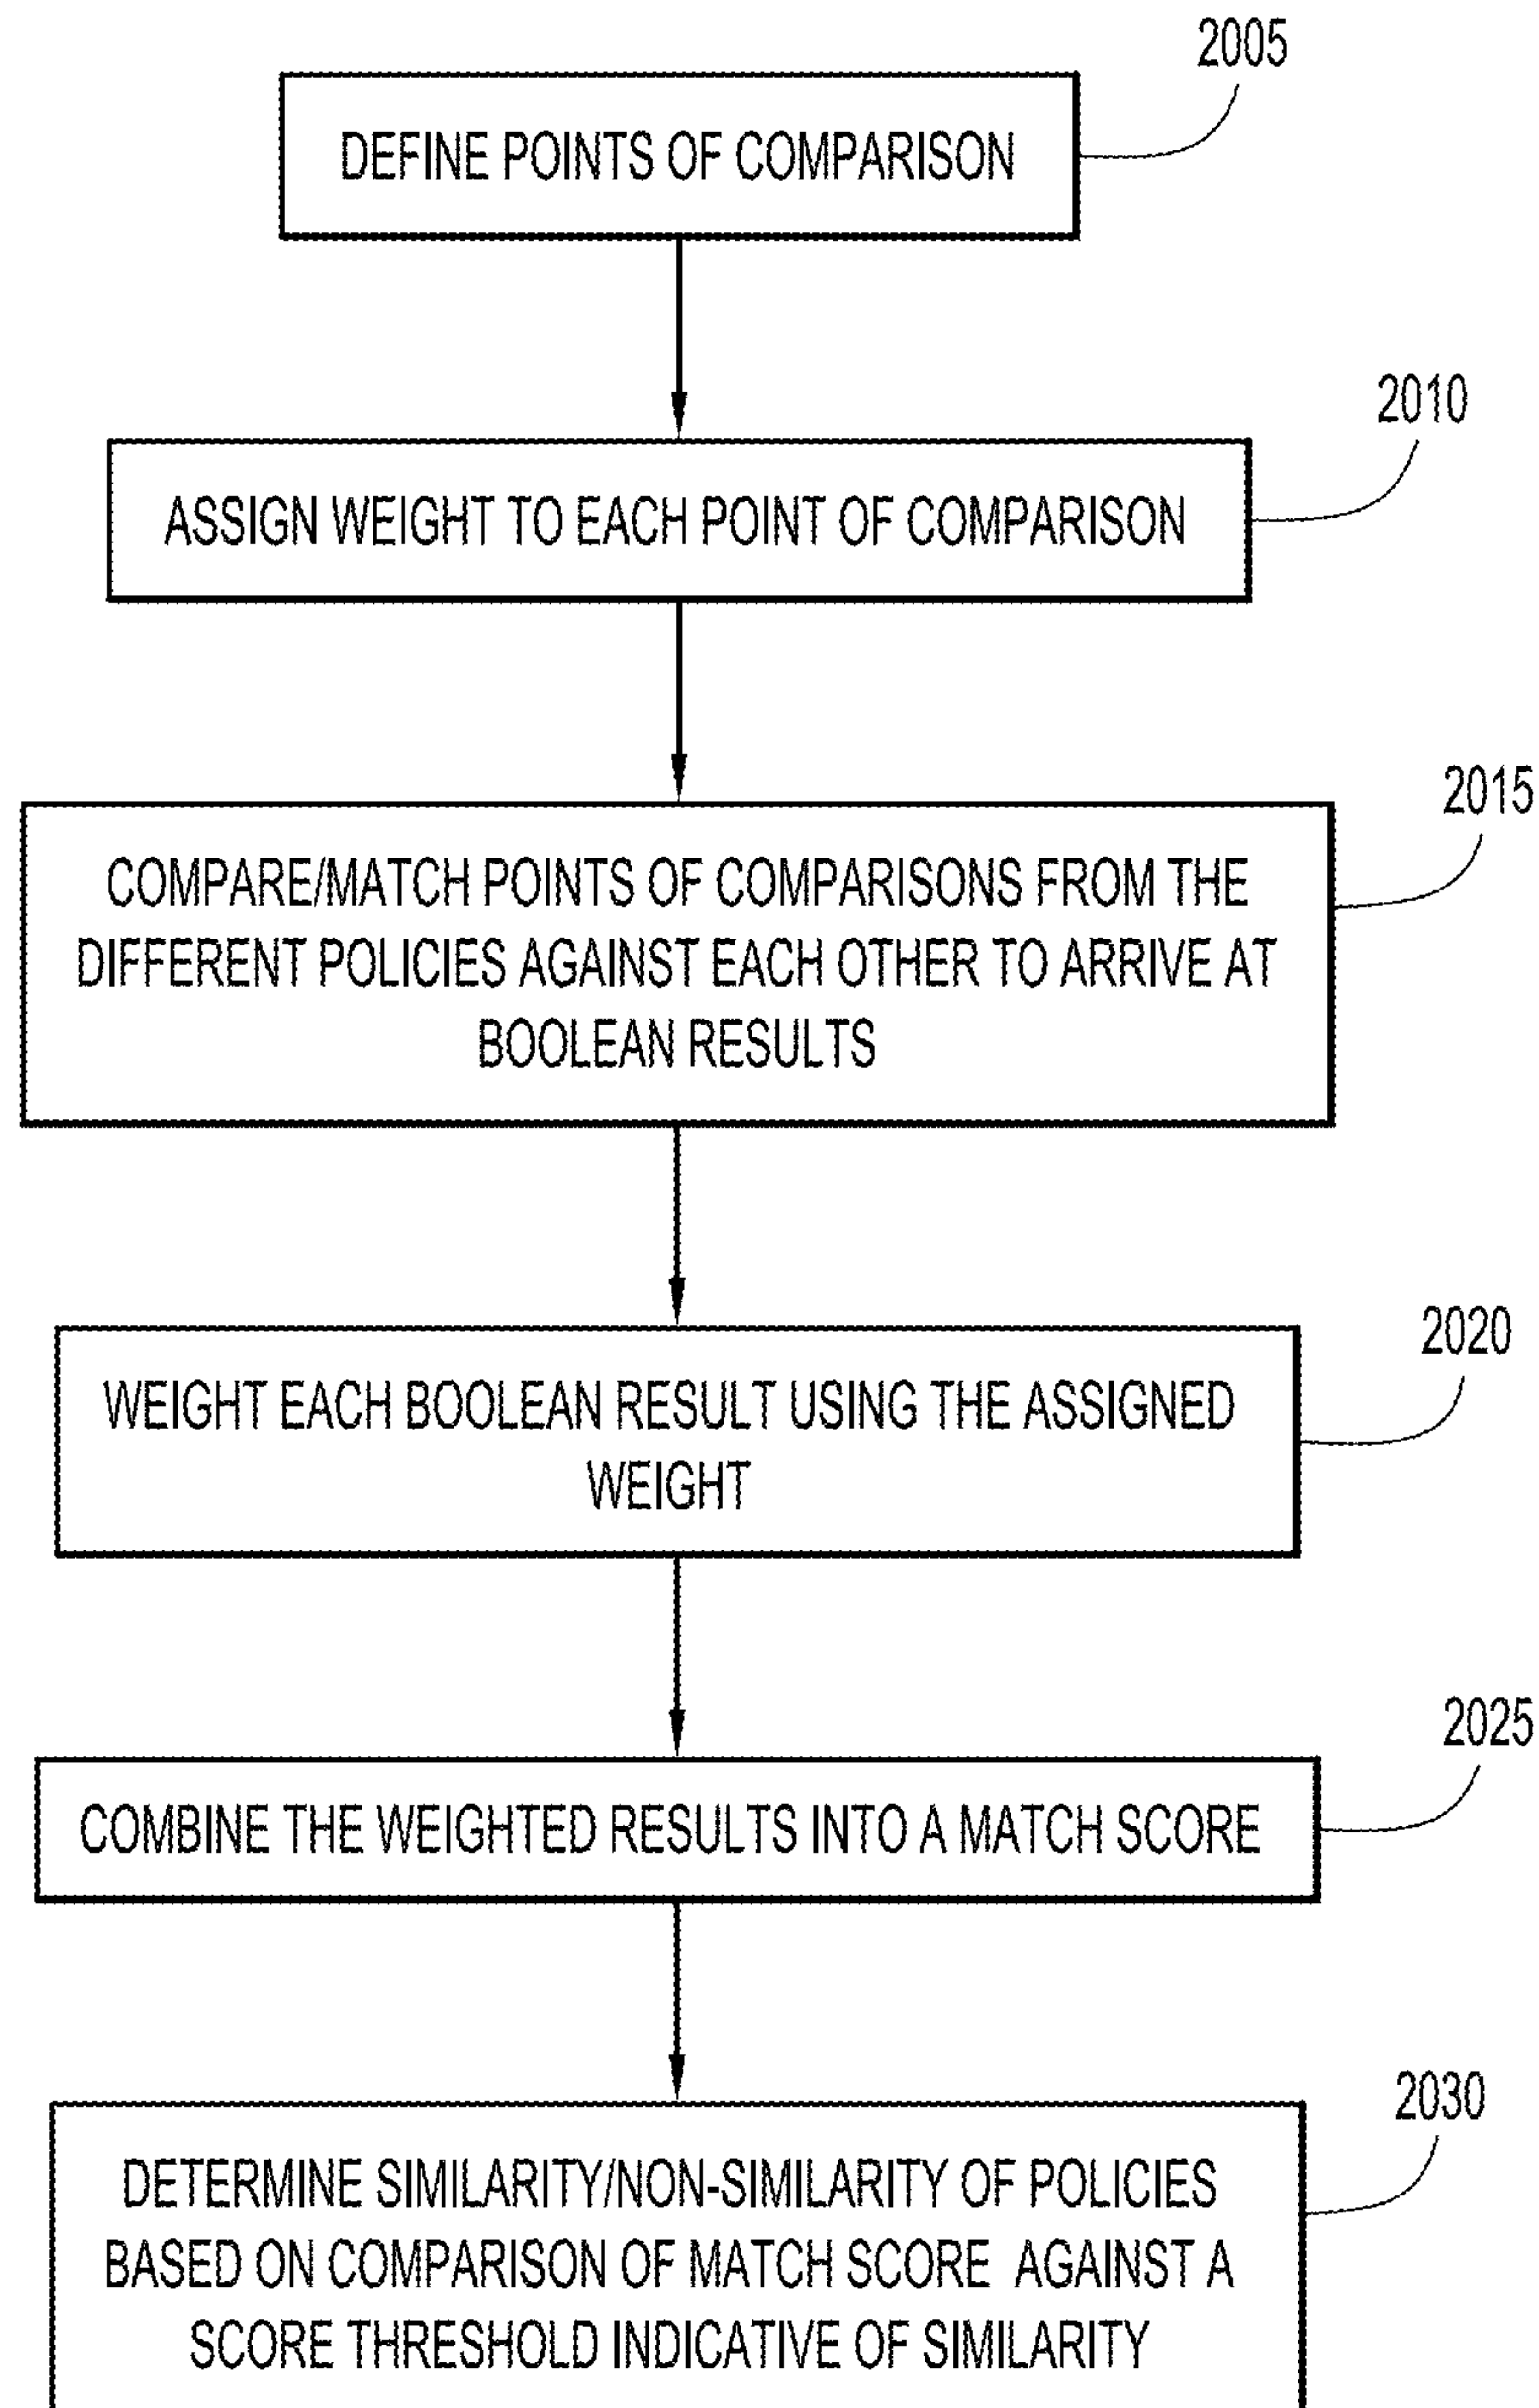 2005
DEFINE POINTS OF COMPARISON
2010
ASSIGN WEIGHT TO EACH POINT OF COMPARISON
2015
COMPARE/MATCH POINTS OF COMPARISONS FROM THE
DIFFERENT POLICIES AGAINST EACH OTHER TO ARRIVE AT
BOOLEAN RESULTS
2020
WEIGHT EACH BOOLEAN RESULT USING THE ASSIGNED
WEIGHT
2025
COMBINE THE WEIGHTED RESULTS INTO A MATCH SCORE
2030
DETERMINE SIMILARITY/NON-SIMILARITY OF POLICIES
BASED ON COMPARISON OF MATCH SCORE AGAINST A
SCORE THRESHOLD INDICATIVE OF SIMILARITY